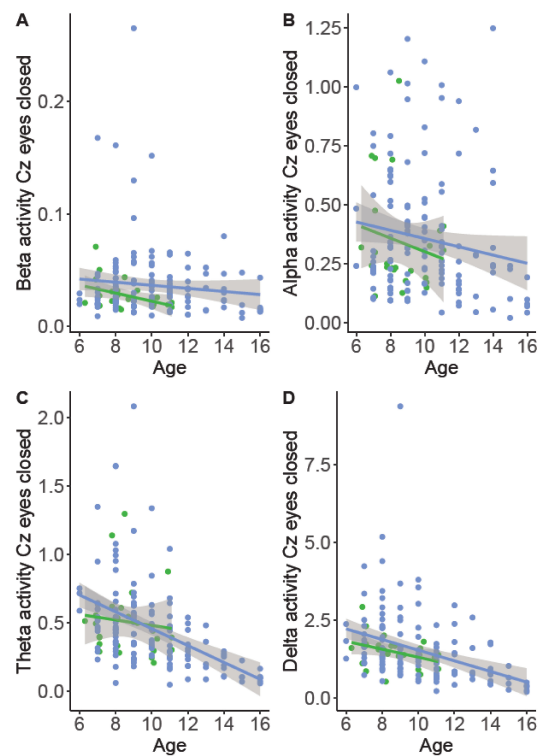 A
Beta activity Cz eyes closed
0.2
0.1
0.0
6 8 10 12 14 16
Age
B
Alpha activity Cz eyes closed
1.25
1.00
0.75
0.50
0.25
0.00
6 8 10 12 14 16
Age
C
Theta activity Cz eyes closed
2.0
1.5
1.0
0.5
0.0
6 8 10 12 14 16
Age
D
Delta activity Cz eyes closed
7.5
5.0
2.5
0.0
6 8 10 12 14 16
Age